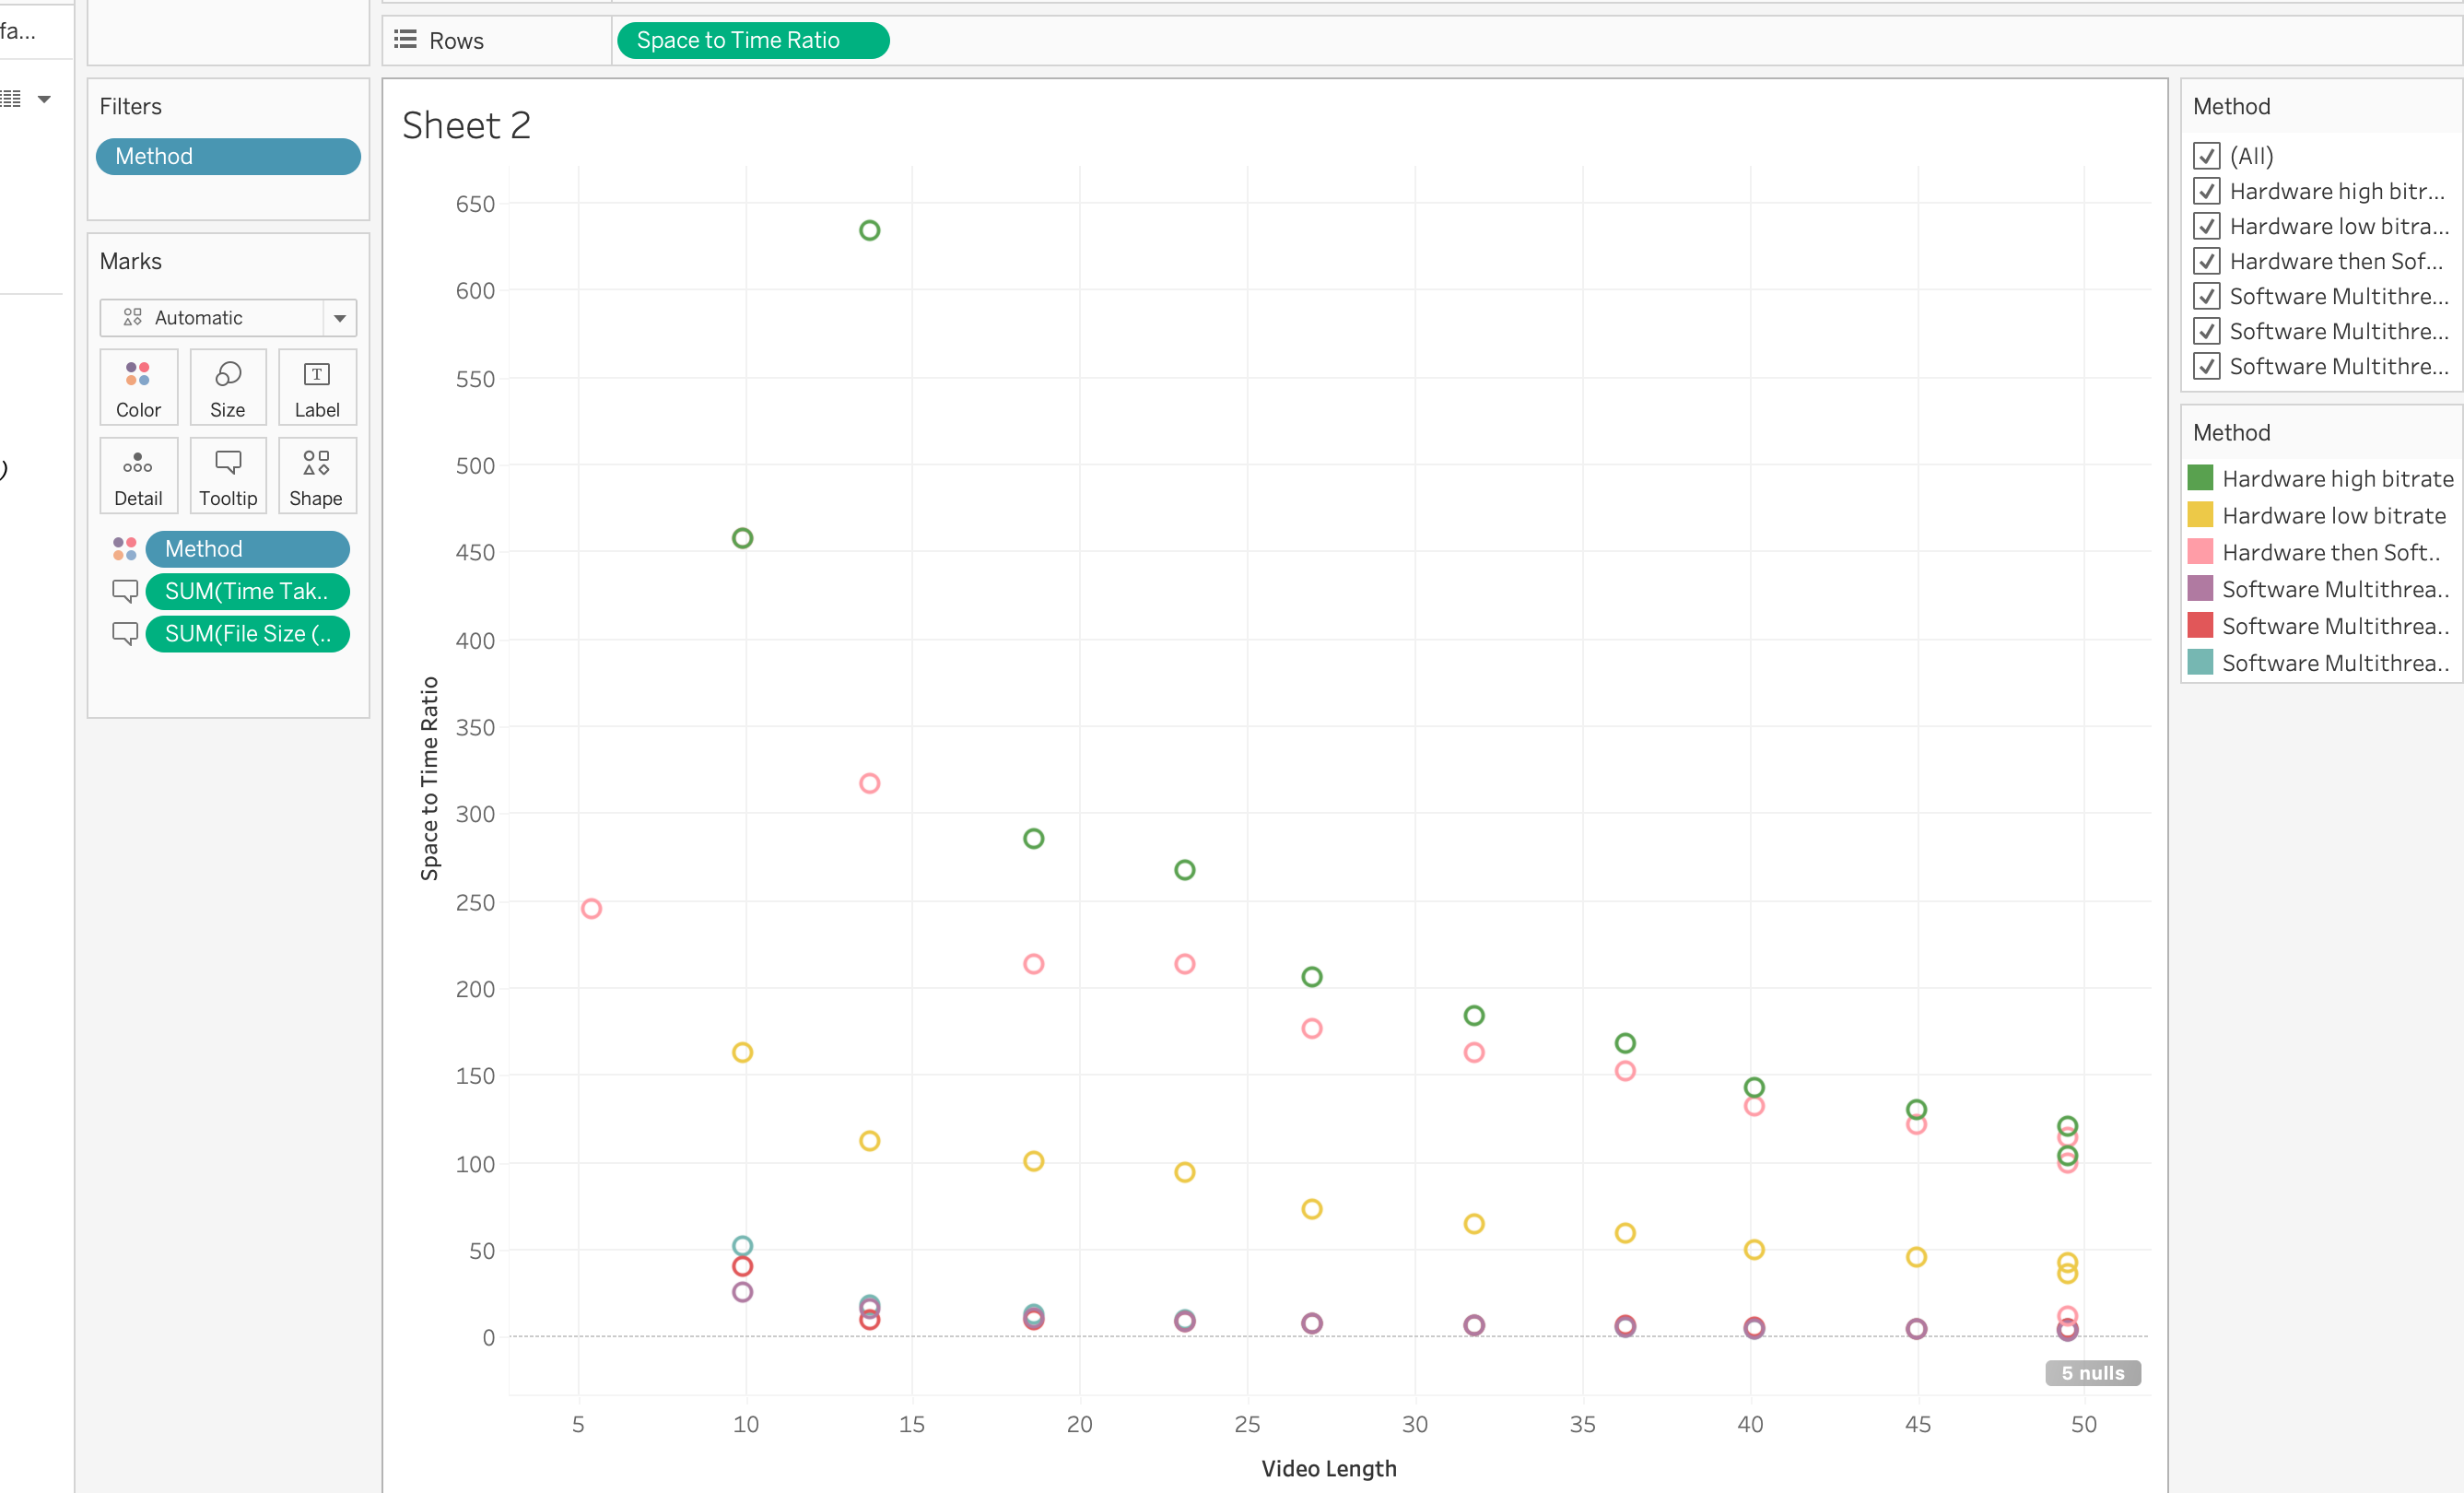 fa...
)
Rows
Space to Time Ratio
Filters
Method
Marks
Automatic
Color
Size
Label
Detail
Tooltip
Shape
Method
SUM(Time Tak..
SUM(File Size (..
Sheet 2
650
600
550
500
450
400
350
300
250
200
150
100
50
0
Space to Time Ratio
5 nulls
5 10 15 20 25 30 35 40 45 50
Video Length
Method
(All)
Hardware high bitr...
Hardware low bitra...
Hardware then Sof...
Software Multithre...
Software Multithre...
Software Multithre...
Method
Hardware high bitrate
Hardware low bitrate
Hardware then Soft..
Software Multithrea..
Software Multithrea..
Software Multithrea..